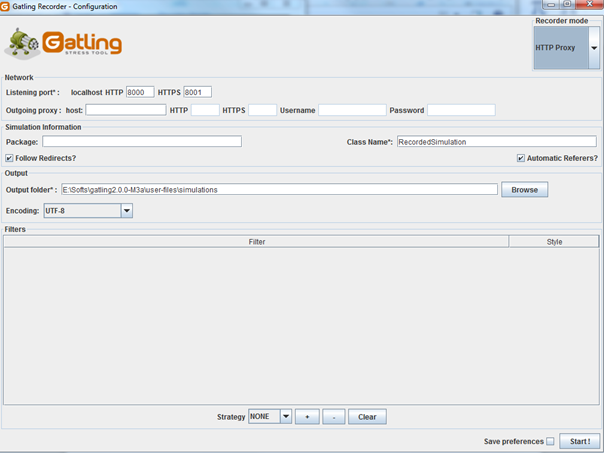 Gatling Recorder - Configuration
Recorder mode
Gatling
STRESS TOOL
HTTP Proxy
Network
Listening port* : localhost HTTP 8000 HTTPS 8001
Outgoing proxy : host: HTTP HTTPS Username Password
Simulation Information
Package: Class Name*: RecordedSimulation
Follow Redirects? Automatic Referers?
Output
Output folder* : E:\Softs\gatling2.0.0-M3a\user-files\simulations Browse
Encoding: UTF-8
Filters
Filter Style
Strategy NONE + - Clear
Save preferences Start !